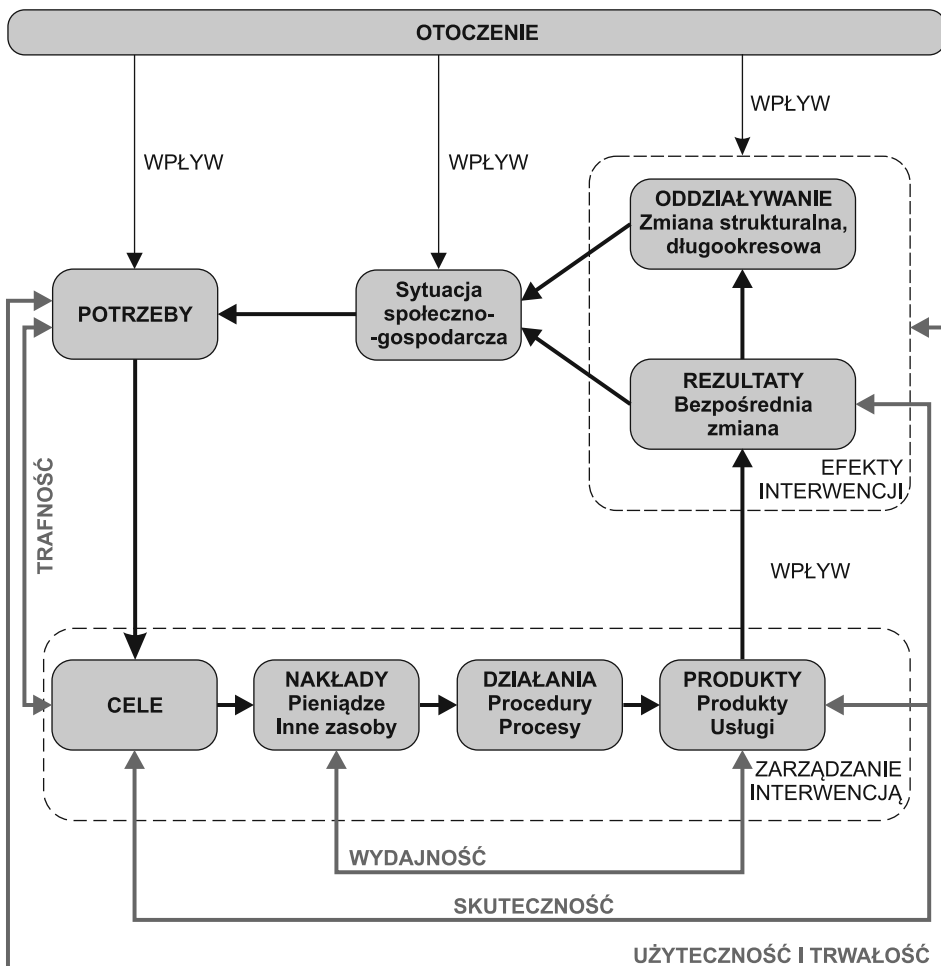 OTOCZENIE
WPŁYW
WPŁYW
WPŁYW
ODDZIAŁYWANIE
Zmiana strukturalna,
długookresowa
POTRZEBY
Sytuacja
społeczno-
-gospodarcza
REZULTATY
Bezpośrednia
zmiana
EFEKTY
INTERWENCJI
TRAFNOŚĆ
WPŁYW
CELE
NAKŁADY
Pieniądze
Inne zasoby
DZIAŁANIA
Procedury
Procesy
PRODUKTY
Produkty
Usługi
ZARZĄDZANIE
INTERWENCJĄ
WYDAJNOŚĆ
SKUTECZNOŚĆ
UŻYTECZNOŚĆ I TRWAŁOŚĆ